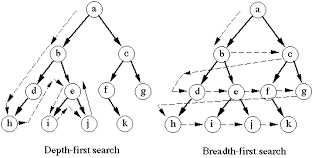 a a
b c b c
d e f g d e f g
h i j k h i j k
Depth-first search Breadth-first search